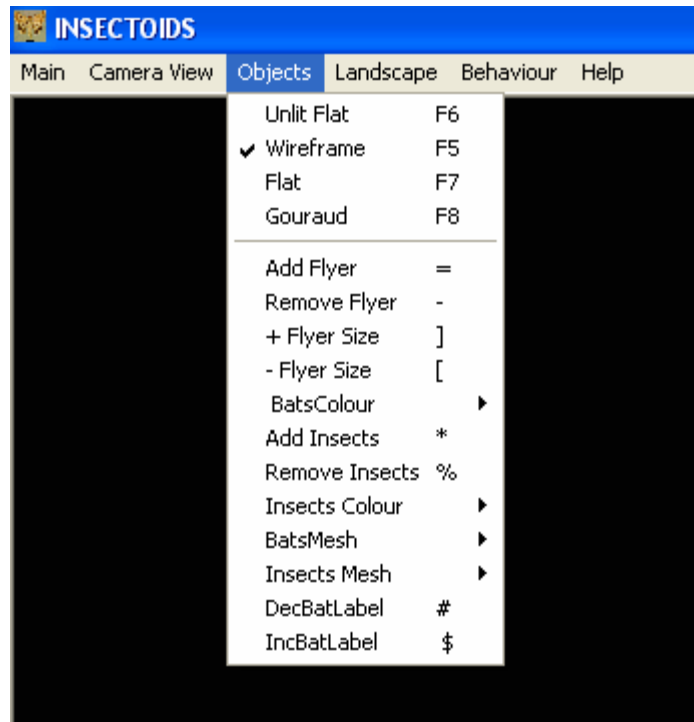 INSECTOIDS
Main Camera View Objects Landscape Behaviour Help
Unlit Flat F6
Wireframe F5
Flat F7
Gouraud F8
Add Flyer =
Remove Flyer -
+ Flyer Size ]
- Flyer Size [
BatsColour
Add Insects *
Remove Insects %
Insects Colour
BatsMesh
Insects Mesh
DecBatLabel #
IncBatLabel $